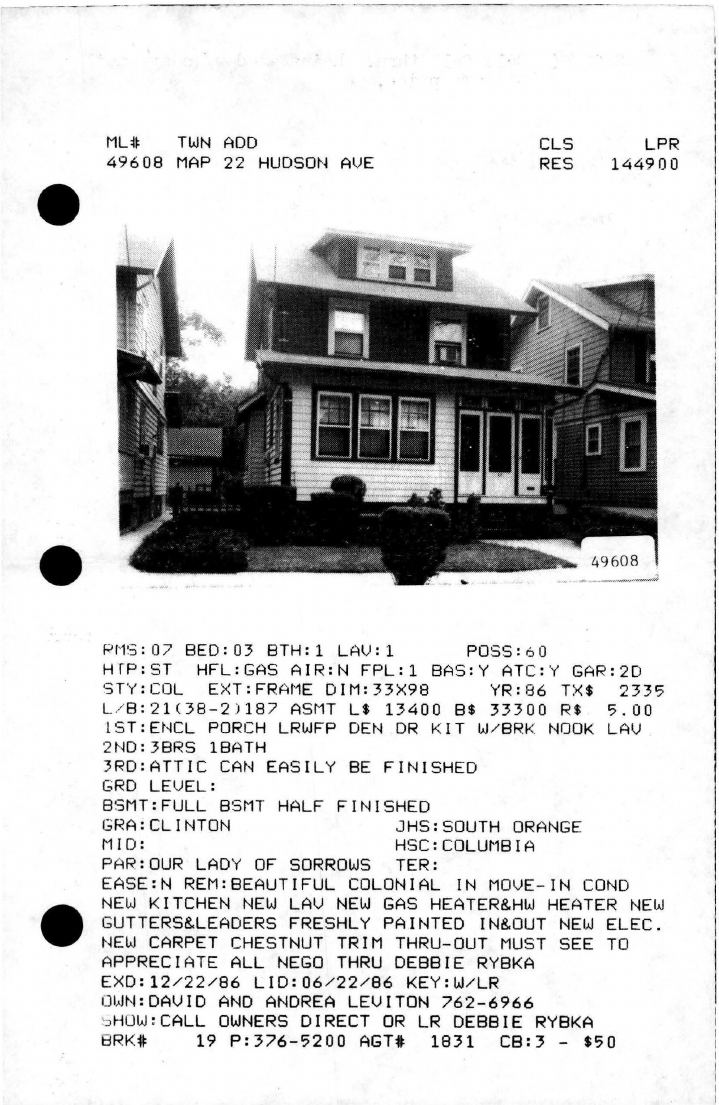 ML# TWN ADD CLS LPR
49608 MAP 22 HUDSON AVE RES 144900
49608
RMS:07 BED:03 BTH:1 LAV:1 POSS:60
HTP:ST HFL:GAS AIR:N FPL:1 BAS:Y ATC:Y GAR:2D
STY:COL EXT:FRAME DIM:33X98 YR:86 TX$ 2335
L/B:21(38-2)187 ASMT L$ 13400 B$ 33300 R$ 5.00
1ST:ENCL PORCH LRWFP DEN DR KIT W/BRK NOOK LAV
2ND:3BRS 1BATH
3RD:ATTIC CAN EASILY BE FINISHED
GRD LEVEL:
BSMT:FULL BSMT HALF FINISHED
GRA:CLINTON JHS:SOUTH ORANGE
MID: HSC:COLUMBIA
PAR:OUR LADY OF SORROWS TER:
EASE:N REM:BEAUTIFUL COLONIAL IN MOVE-IN COND
NEW KITCHEN NEW LAV NEW GAS HEATER&HW HEATER NEW
GUTTERS&LEADERS FRESHLY PAINTED IN&OUT NEW ELEC.
NEW CARPET CHESTNUT TRIM THRU-OUT MUST SEE TO
APPRECIATE ALL NEGO THRU DEBBIE RYBKA
EXD:12/22/86 LID:06/22/86 KEY:W/LR
OWN:DAVID AND ANDREA LEVITON 762-6966
SHOW:CALL OWNERS DIRECT OR LR DEBBIE RYBKA
BRK# 19 P:376-5200 AGT# 1831 CB:3 - $50